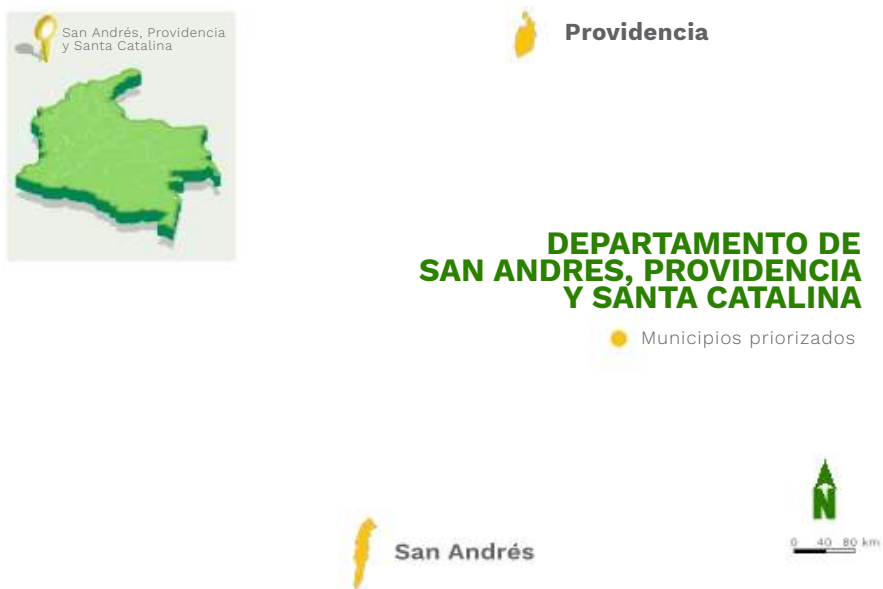 San Andrés, Providencia
y Santa Catalina
Providencia
DEPARTAMENTO DE
SAN ANDRES, PROVIDENCIA
Y SANTA CATALINA
Municipios priorizados
N
0 40 80 km
San Andrés